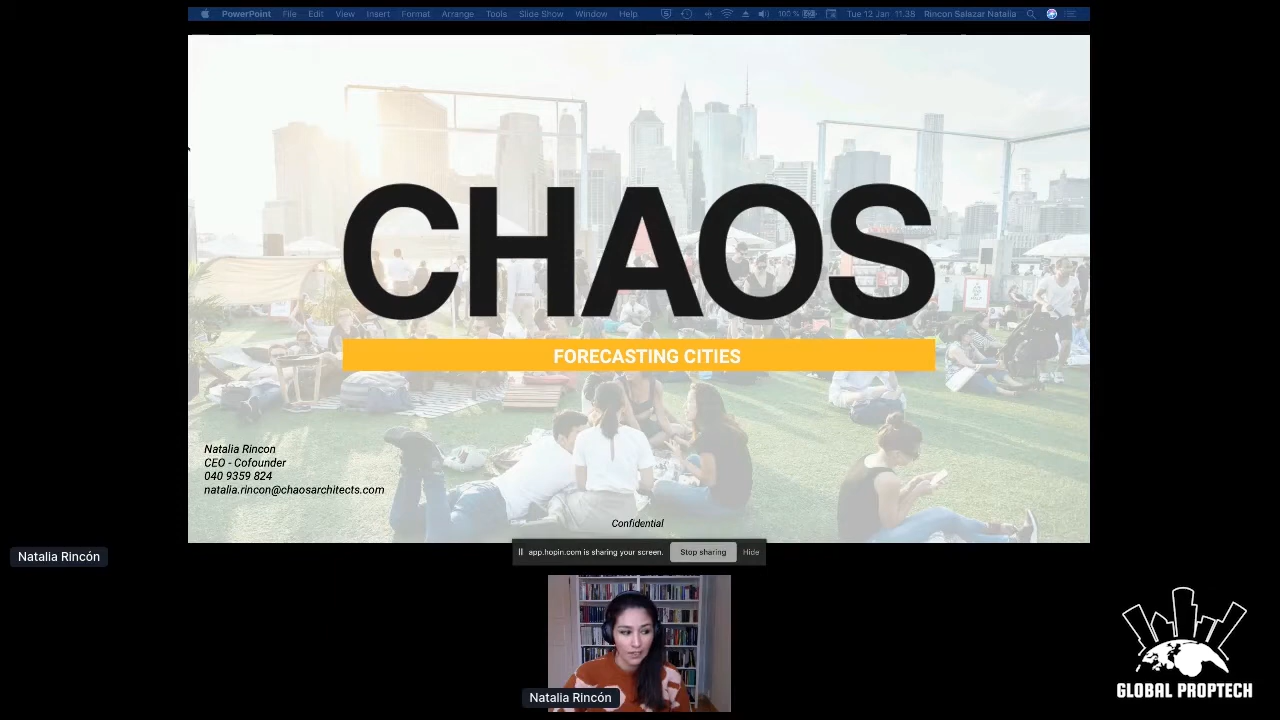 PowerPoint File Edit View Insert Format Arrange Tools Slide Show Window Help 100 % Tue 12 Jan 11.38 Rincon Salazar Natalia
CHAOS
FORECASTING CITIES
Natalia Rincon
CEO - Cofounder
040 9359 824
natalia.rincon@chaosarchitects.com
Confidential
app.hopin.com is sharing your screen. Stop sharing Hide
Natalia Rincón
Natalia Rincón
GLOBAL PROPTECH